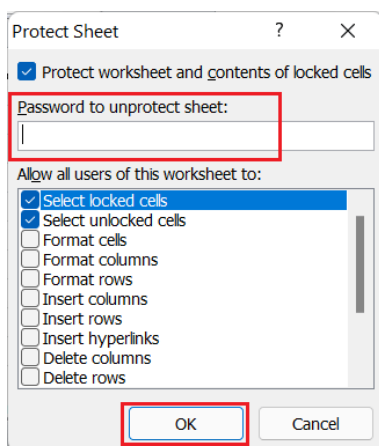 Protect Sheet ?
Protect worksheet and contents of locked cells
Password to unprotect sheet:
Allow all users of this worksheet to:
Select locked cells
Select unlocked cells
Format cells
Format columns
Format rows
Insert columns
Insert rows
Insert hyperlinks
Delete columns
Delete rows
OK Cancel